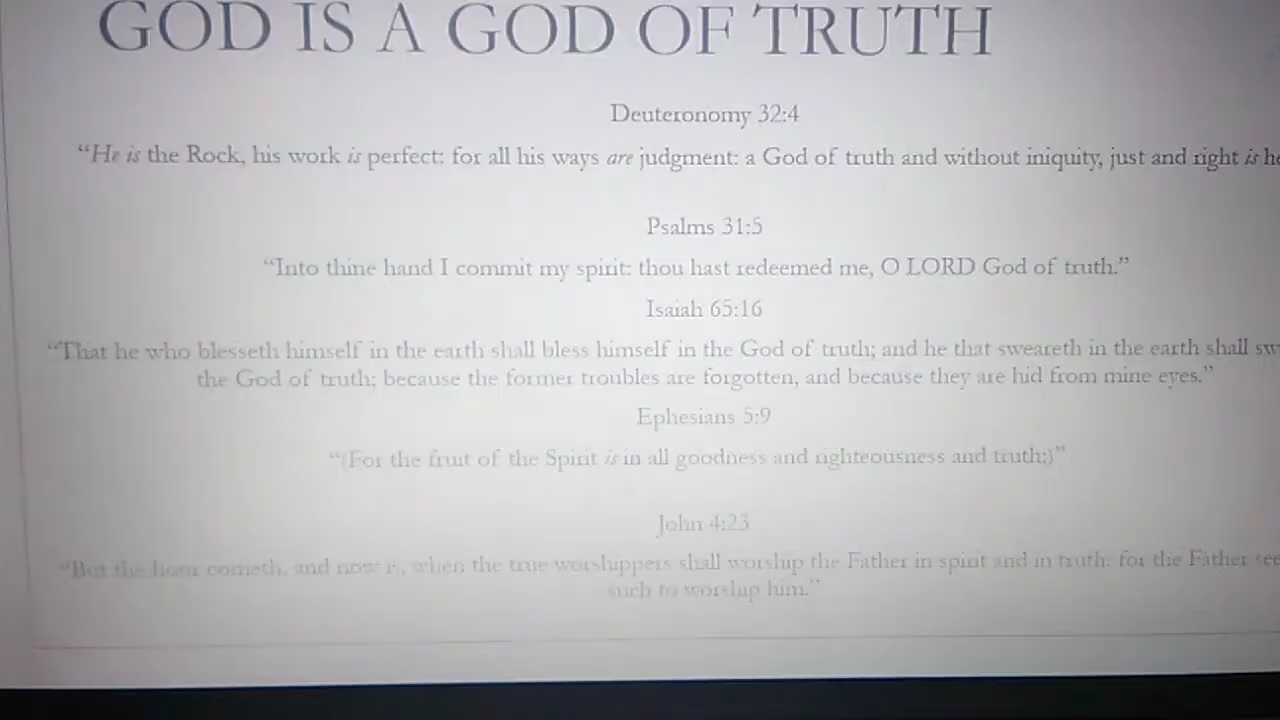 GOD IS A GOD OF TRUTH
Deuteronomy 32:4
“He is the Rock, his work is perfect: for all his ways are judgment: a God of truth and without iniquity, just and right is he
Psalms 31:5
“Into thine hand I commit my spirit: thou hast redeemed me, O LORD God of truth.”
Isaiah 65:16
“That he who blesseth himself in the earth shall bless himself in the God of truth; and he that sweareth in the earth shall
the God of truth; because the former troubles are forgotten, and because they are hid from mine eyes.”
Ephesians 5:9
“(For the fruit of the Spirit is in all goodness and righteousness and truth;)”
John 4:23
“But the hour cometh, and now is, when the true worshippers shall worship the Father in spirit and in truth: for the Father
such to worship him.”